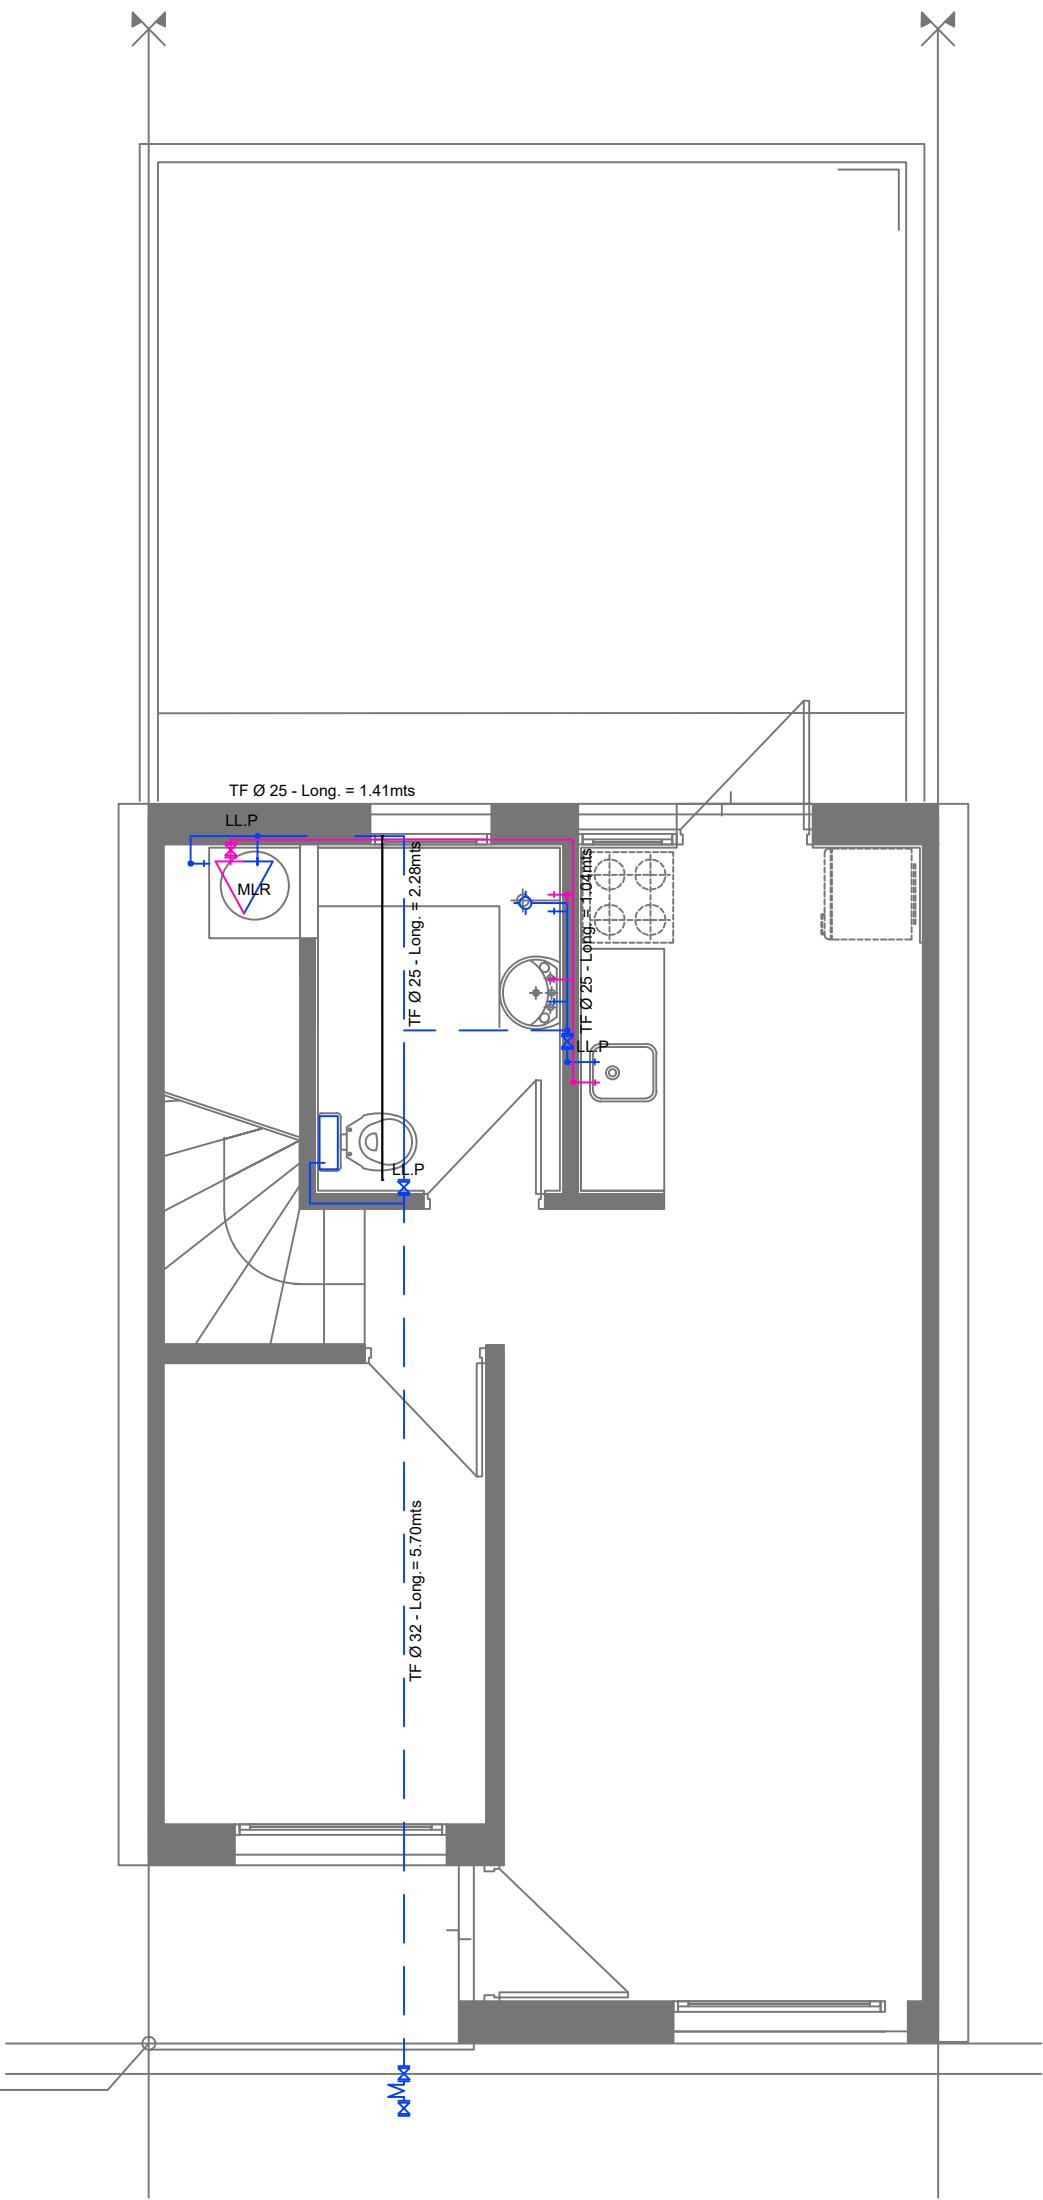 TF Ø 25 - Long. = 1.41mts
LL.P
MLR
TF Ø 25 - Long. = 2.28mts
TF Ø 25 - Long. = 1.04mts
LL.P
LL.P
TF Ø 32 - Long.= 5.70mts
M